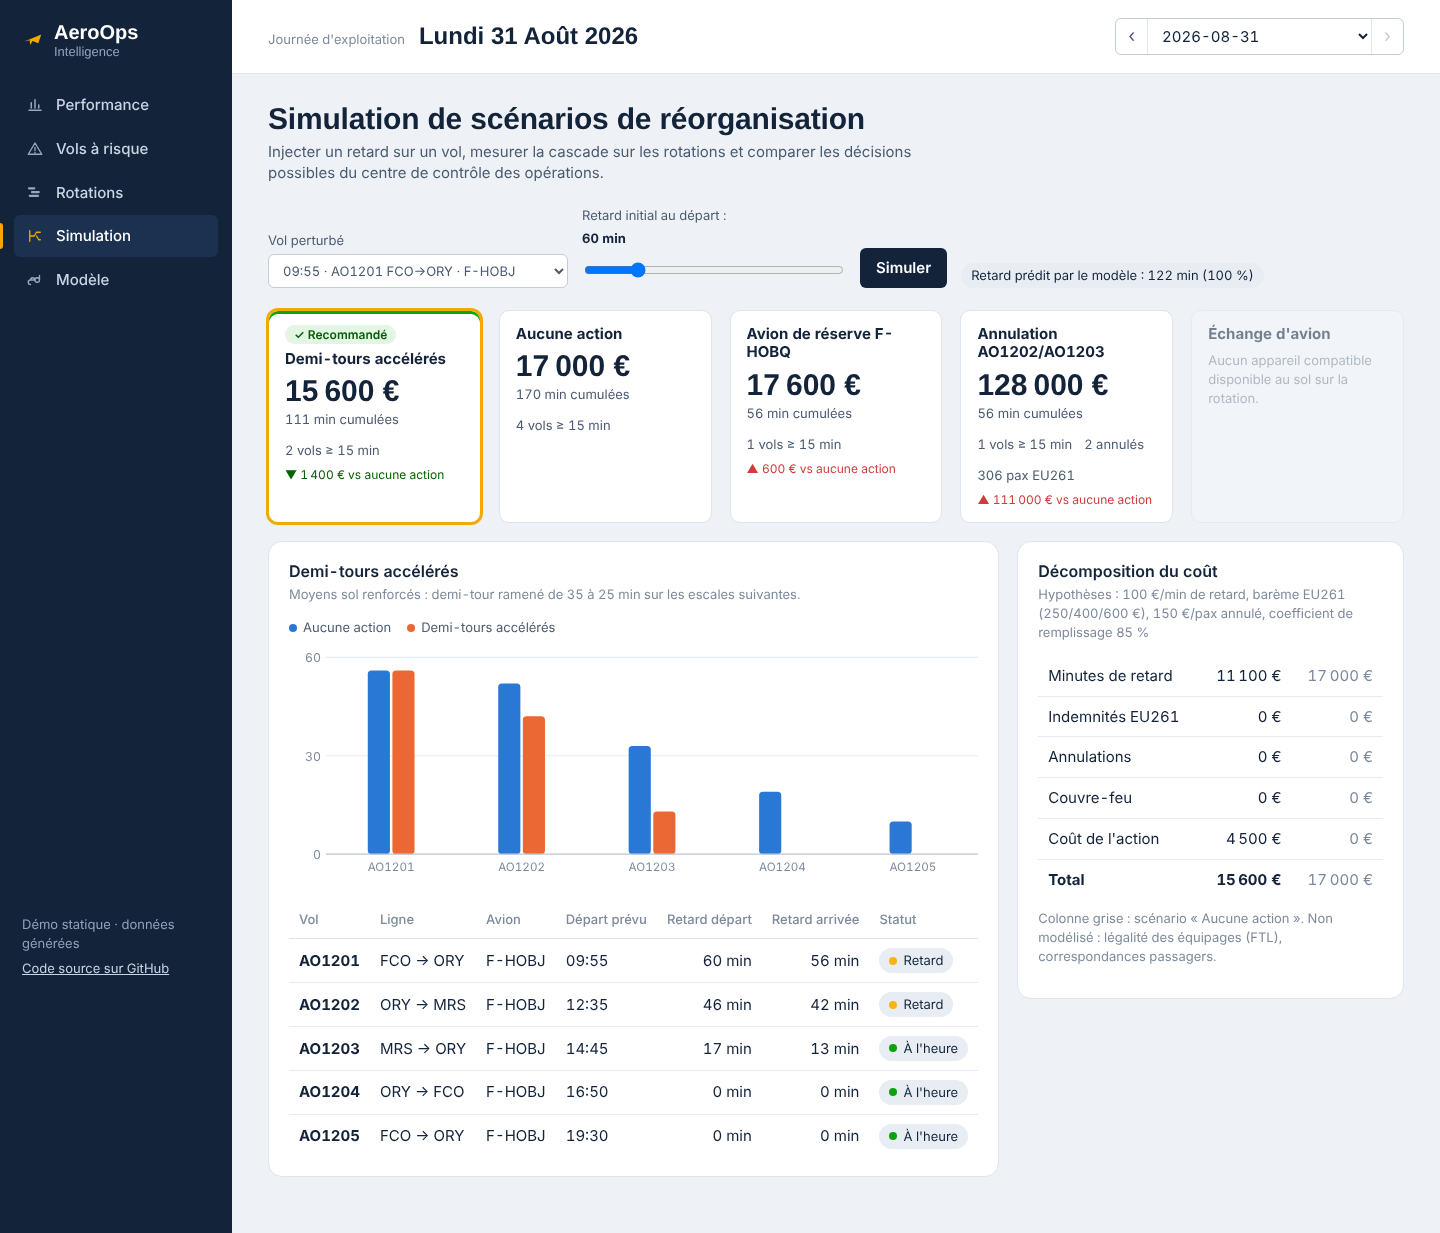 AeroOps
Intelligence
Performance
Vols à risque
Rotations
Simulation
Modèle
Démo statique · données
générées
Code source sur GitHub
Journée d'exploitation Lundi 31 Août 2026
‹ 2026-08-31 ›
Simulation de scénarios de réorganisation
Injecter un retard sur un vol, mesurer la cascade sur les rotations et comparer les décisions
possibles du centre de contrôle des opérations.
Vol perturbé
09:55 · AO1201 FCO→ORY · F-HOBJ
Retard initial au départ :
60 min
Simuler
Retard prédit par le modèle : 122 min (100 %)
✓ Recommandé
Demi-tours accélérés
15 600 €
111 min cumulées
2 vols ≥ 15 min
▼ 1 400 € vs aucune action
Aucune action
17 000 €
170 min cumulées
4 vols ≥ 15 min
Avion de réserve F-
HOBQ
17 600 €
56 min cumulées
1 vols ≥ 15 min
▲ 600 € vs aucune action
Annulation
AO1202/AO1203
128 000 €
56 min cumulées
1 vols ≥ 15 min 2 annulés
306 pax EU261
▲ 111 000 € vs aucune action
Échange d'avion
Aucun appareil compatible
disponible au sol sur la
rotation.
Demi-tours accélérés
Moyens sol renforcés : demi-tour ramené de 35 à 25 min sur les escales suivantes.
Aucune action Demi-tours accélérés
60
30
0
AO1201 AO1202 AO1203 AO1204 AO1205
Vol Ligne Avion Départ prévu Retard départ Retard arrivée Statut
AO1201 FCO → ORY F-HOBJ 09:55 60 min 56 min Retard
AO1202 ORY → MRS F-HOBJ 12:35 46 min 42 min Retard
AO1203 MRS → ORY F-HOBJ 14:45 17 min 13 min À l'heure
AO1204 ORY → FCO F-HOBJ 16:50 0 min 0 min À l'heure
AO1205 FCO → ORY F-HOBJ 19:30 0 min 0 min À l'heure
Décomposition du coût
Hypothèses : 100 €/min de retard, barème EU261
(250/400/600 €), 150 €/pax annulé, coefficient de
remplissage 85 %
Minutes de retard 11 100 € 17 000 €
Indemnités EU261 0 € 0 €
Annulations 0 € 0 €
Couvre-feu 0 € 0 €
Coût de l'action 4 500 € 0 €
Total 15 600 € 17 000 €
Colonne grise : scénario « Aucune action ». Non
modélisé : légalité des équipages (FTL),
correspondances passagers.